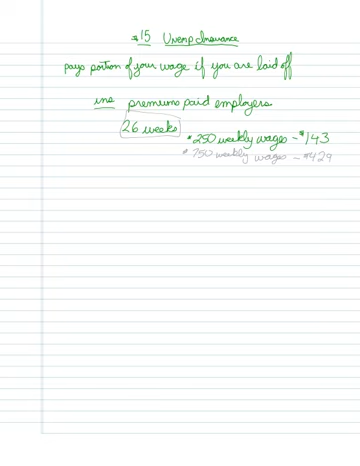 #15 Unemp Insurance
pays portion of your wage if you are laid off
ins premiums paid employers.
26 weeks
* 250 weekly wages - $143
* 750 weekly wages - $429